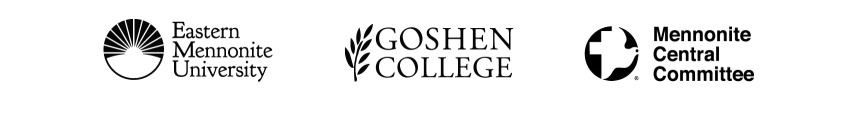 Eastern
Mennonite
University
GOSHEN
COLLEGE
Mennonite
Central
Committee
®